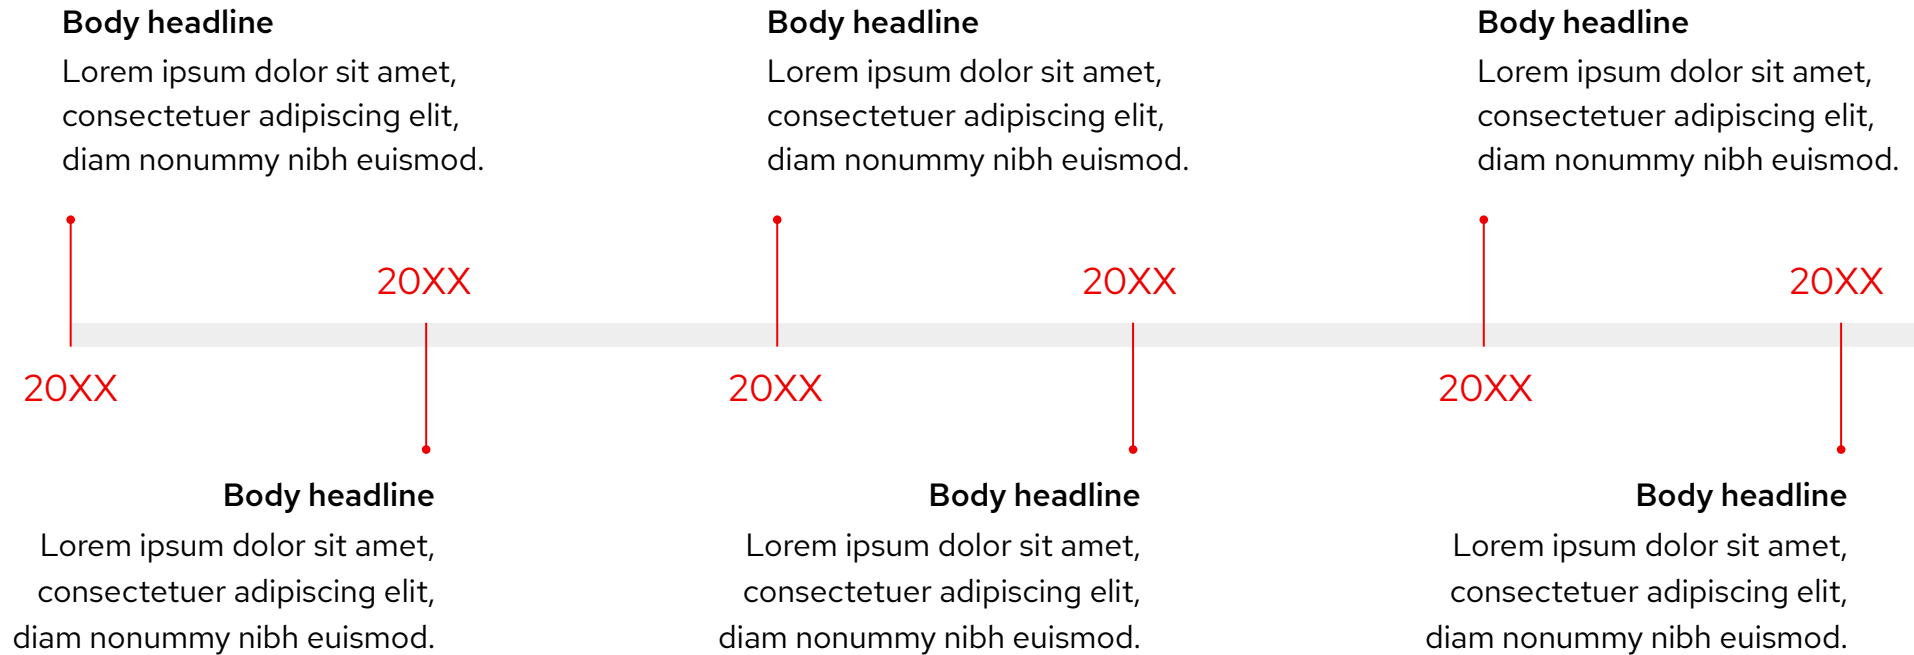 Body headline
Lorem ipsum dolor sit amet,
consectetuer adipiscing elit,
diam nonummy nibh euismod.
Body headline
Lorem ipsum dolor sit amet,
consectetuer adipiscing elit,
diam nonummy nibh euismod.
Body headline
Lorem ipsum dolor sit amet,
consectetuer adipiscing elit,
diam nonummy nibh euismod.
20XX
20XX
20XX
20XX
20XX
20XX
Body headline
Lorem ipsum dolor sit amet,
consectetuer adipiscing elit,
diam nonummy nibh euismod.
Body headline
Lorem ipsum dolor sit amet,
consectetuer adipiscing elit,
diam nonummy nibh euismod.
Body headline
Lorem ipsum dolor sit amet,
consectetuer adipiscing elit,
diam nonummy nibh euismod.